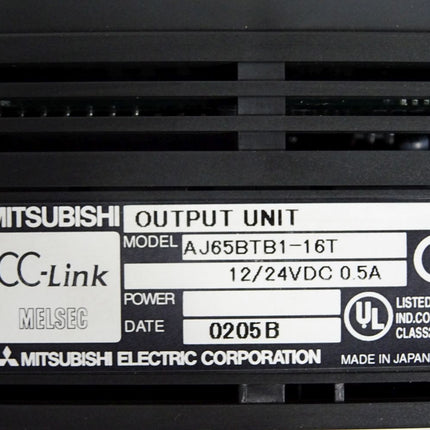 MITSUBISHI OUTPUT UNIT
MODEL AJ65BTB1-16T
CC-Link 12/24VDC 0.5A
MELSEC POWER
DATE 0205B
UL LISTED
IND.CO
CLASS
MITSUBISHI ELECTRIC CORPORATION MADE IN JAPAN